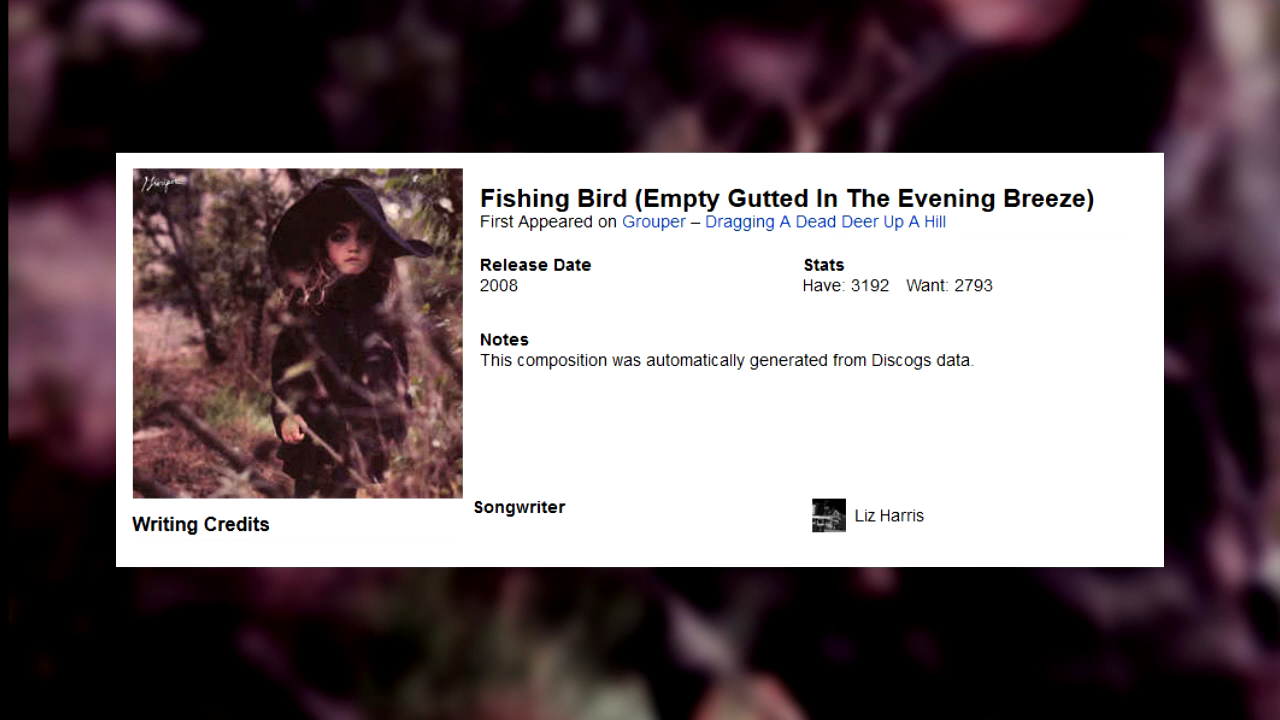 Grouper
Fishing Bird (Empty Gutted In The Evening Breeze)
First Appeared on Grouper – Dragging A Dead Deer Up A Hill
Release Date
2008
Stats
Have: 3192 Want: 2793
Notes
This composition was automatically generated from Discogs data.
Writing Credits
Songwriter
Liz Harris